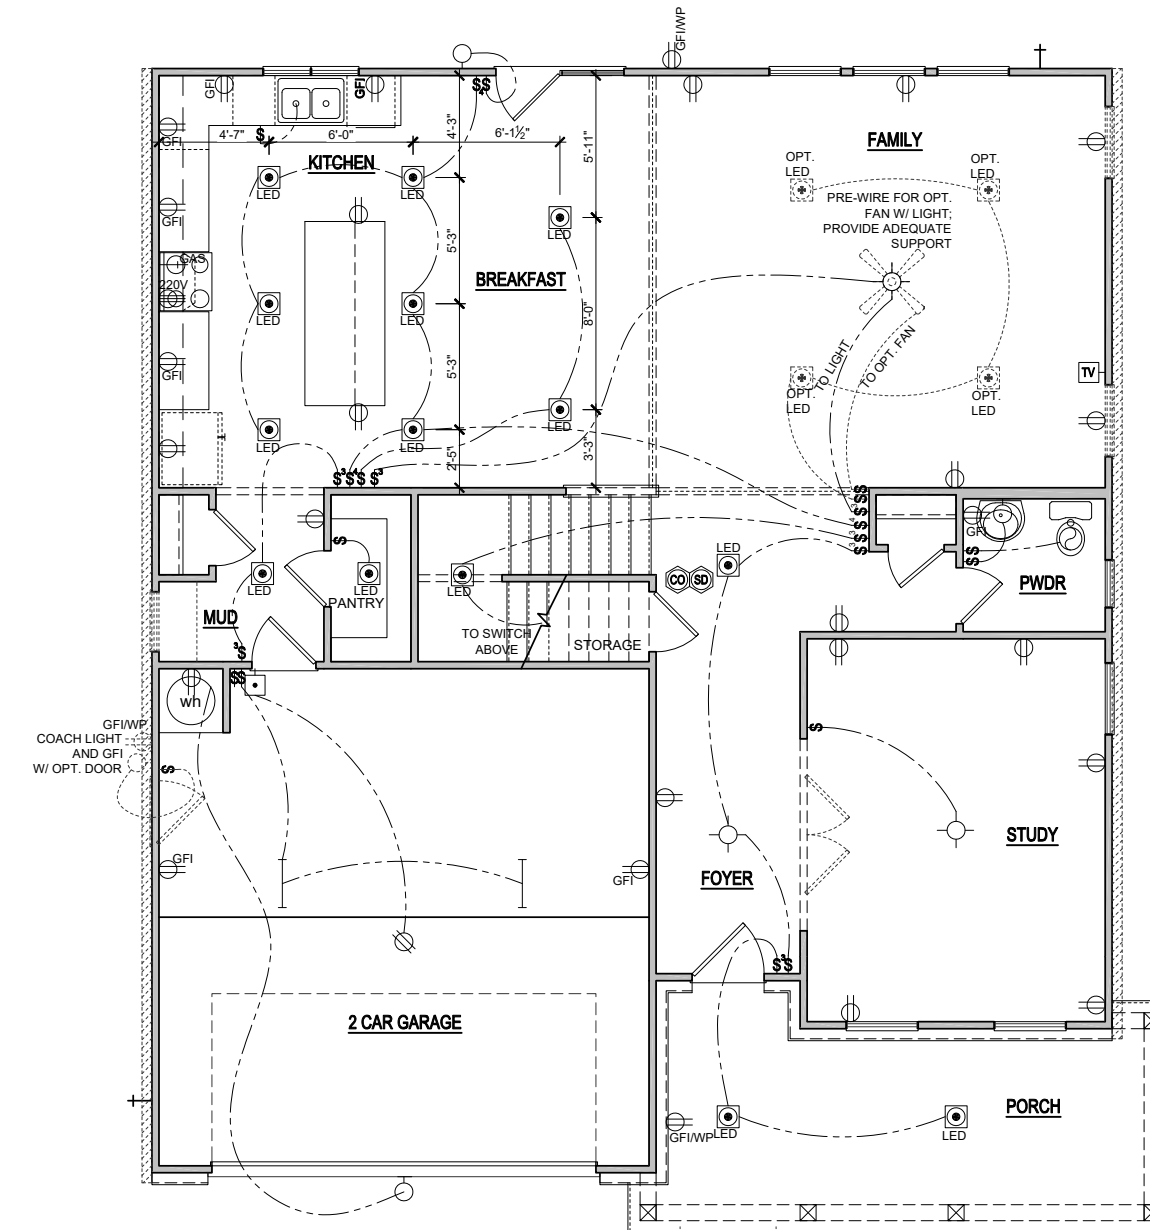 GFI/WP
GFI
GFI
4'-7"
$
6'-0"
4'-3"
6'-1½"
5'-11"
GFI
KITCHEN
FAMILY
OPT.
LED
OPT.
LED
LED
LED
PRE-WIRE FOR OPT.
FAN W/ LIGHT;
PROVIDE ADEQUATE
SUPPORT
GFI
LED
5'-3"
GAS
220V
BREAKFAST
LED
LED
8'-0"
TO LIGHT
TO OPT. FAN
GFI
5'-3"
TV
OPT.
LED
OPT.
LED
LED
LED
LED
2'-5"
3'-3"
$3 $4 $ $3
GFI
LED
CO
SD
LED
LED
PANTRY
LED
PWDR
MUD
TO SWITCH
ABOVE
STORAGE
wh
GFI/WP
COACH LIGHT
AND GFI
W/ OPT. DOOR
$
$
STUDY
GFI
GFI
FOYER
2 CAR GARAGE
PORCH
LED
GFI/WP
LED